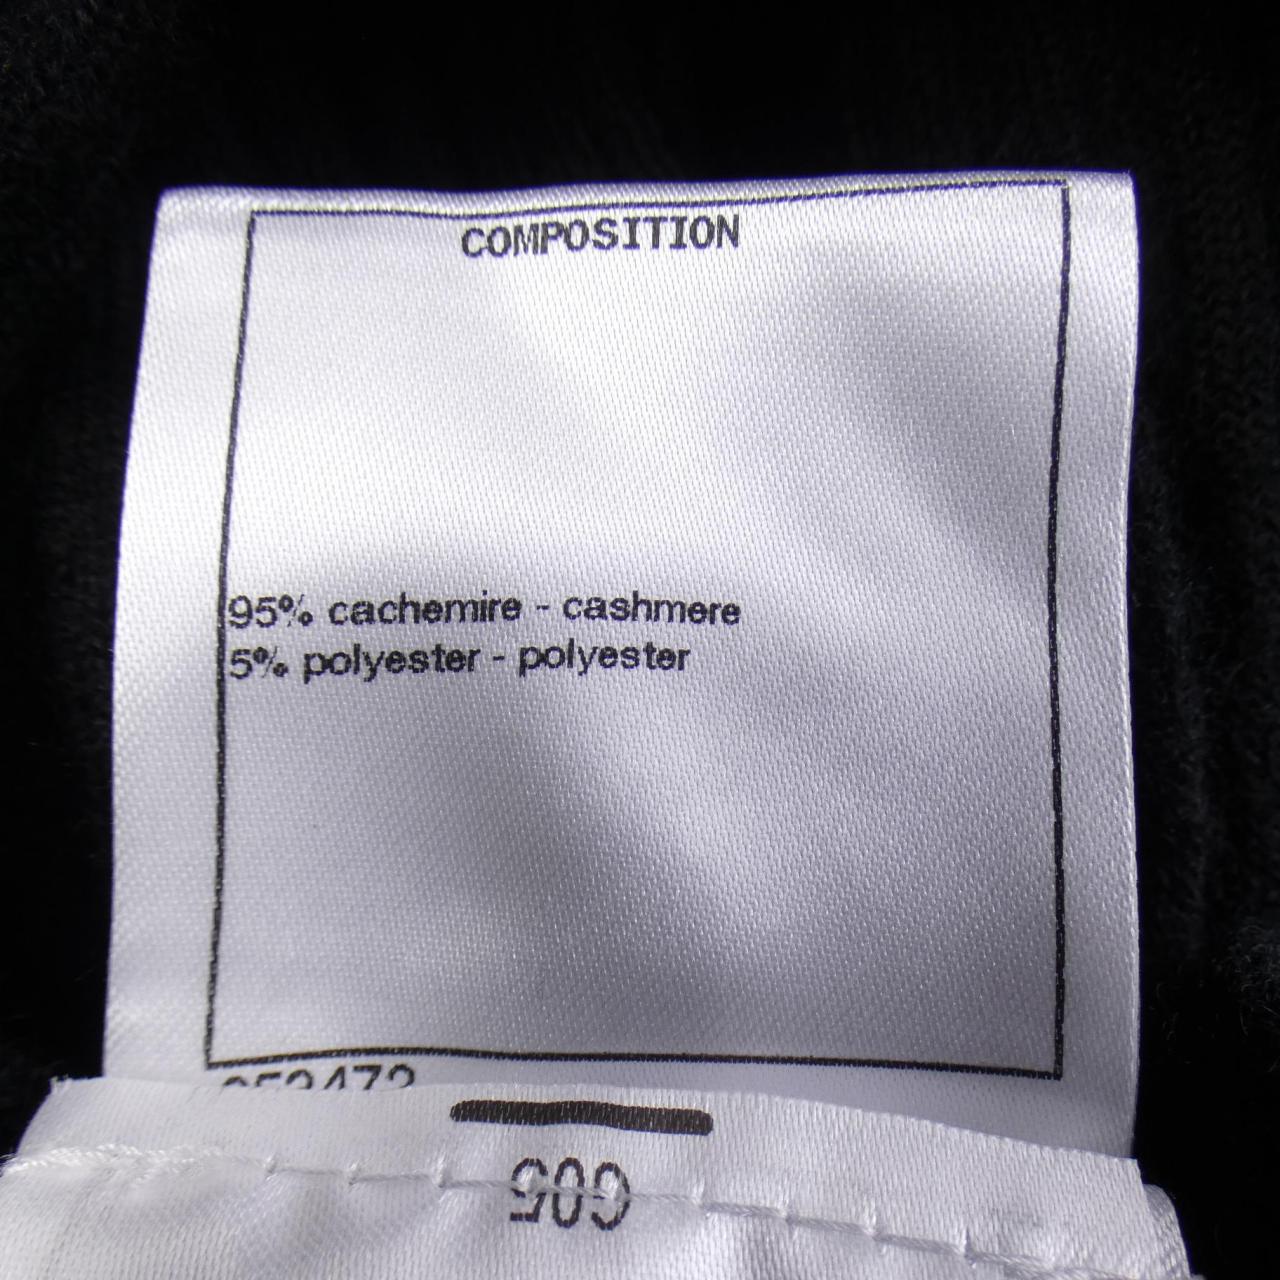 COMPOSITION
95% cachemire - cashmere
5% polyester - polyester